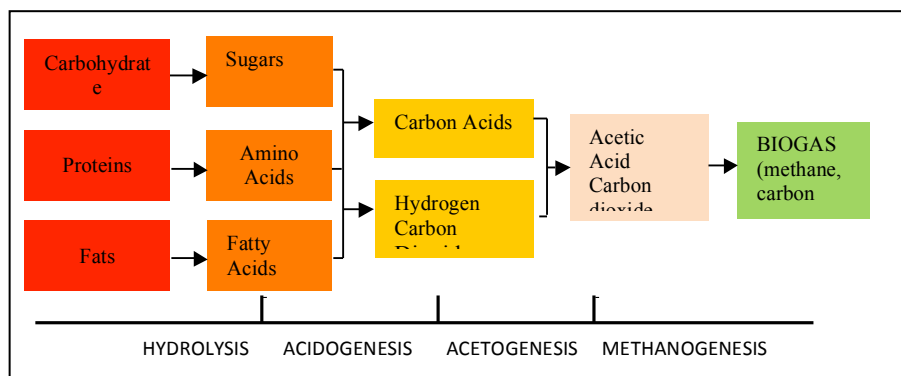 Carbohydrat
e
Sugars
Proteins
Amino
Acids
Fats
Fatty
Acids
Carbon Acids
Hydrogen
Carbon
Acetic
Acid
Carbon
dioxide
BIOGAS
(methane,
carbon
HYDROLYSIS ACIDOGENESIS ACETOGENESIS METHANOGENESIS